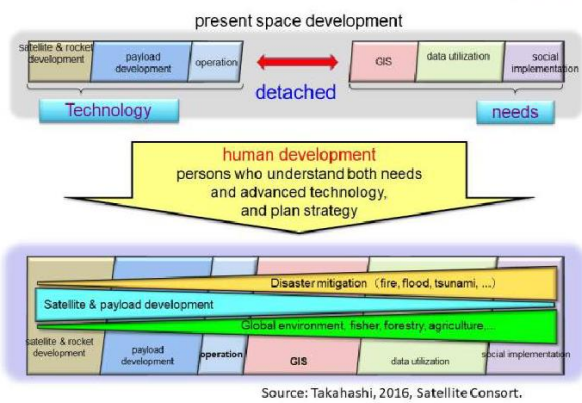 present space development
satellite & rocket
development
payload
development
operation
GIS
data utilization
social
implementation
detached
Technology
needs
human development
persons who understand both needs
and advanced technology,
and plan strategy
Disaster mitigation (fire, flood, tsunami, ...)
Satellite & payload development
Global environment, fisher, forestry, agriculture,...
satellite & rocket
development
payload
development
operation
GIS
data utilization
social implementation
Source: Takahashi, 2016, Satellite Consort.